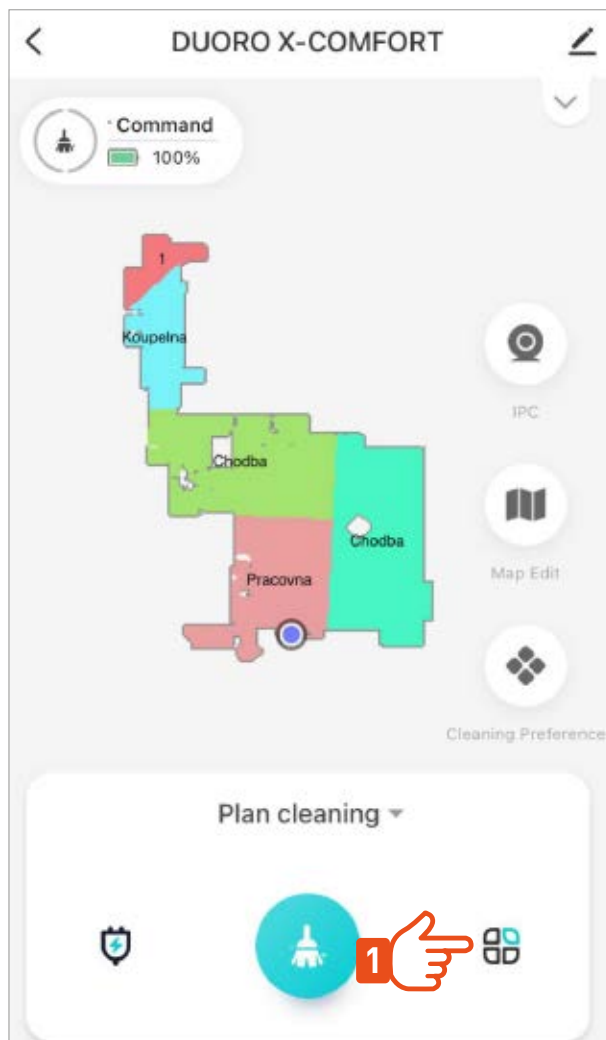 DUORO X-COMFORT
Command
100%
1
Koupelna
IPC
Chodba
Chodba
Map Edit
Pracovna
Cleaning Preference
Plan cleaning
1